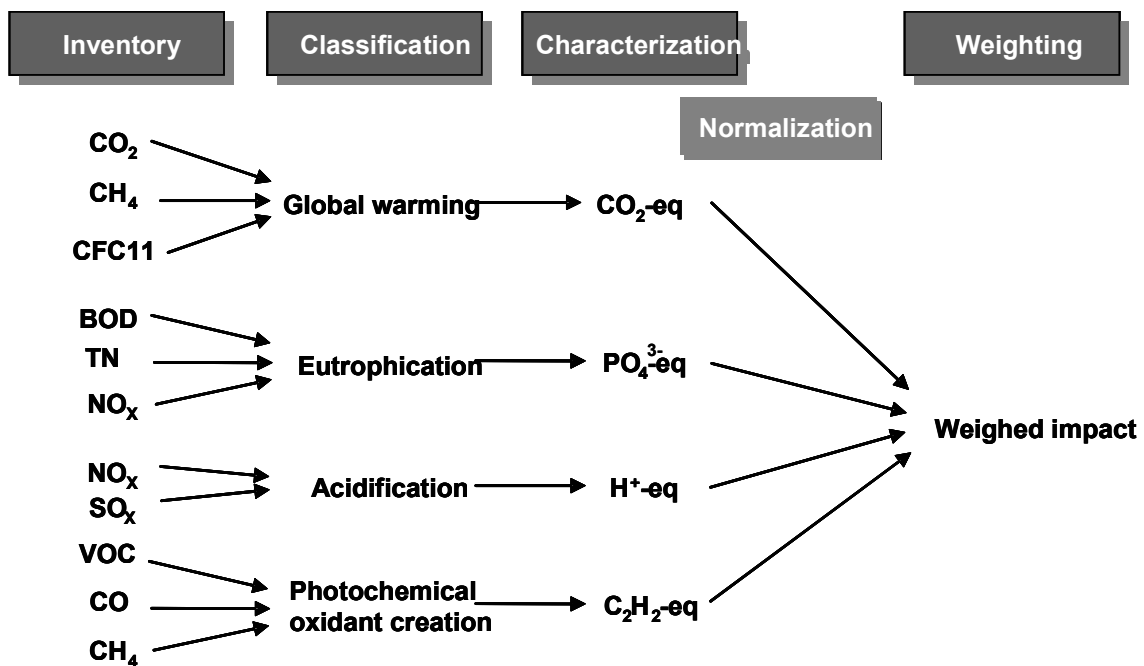 Inventory
Classification
Characterization
Weighting
Normalization
CO₂
CH₄
CFC11
Global warming
CO₂-eq
BOD
TN
NOX
Eutrophication
PO₄³⁻-eq
Weighed impact
NOX
SOX
Acidification
H⁺-eq
VOC
CO
CH₄
Photochemical
oxidant creation
C₂H₂-eq